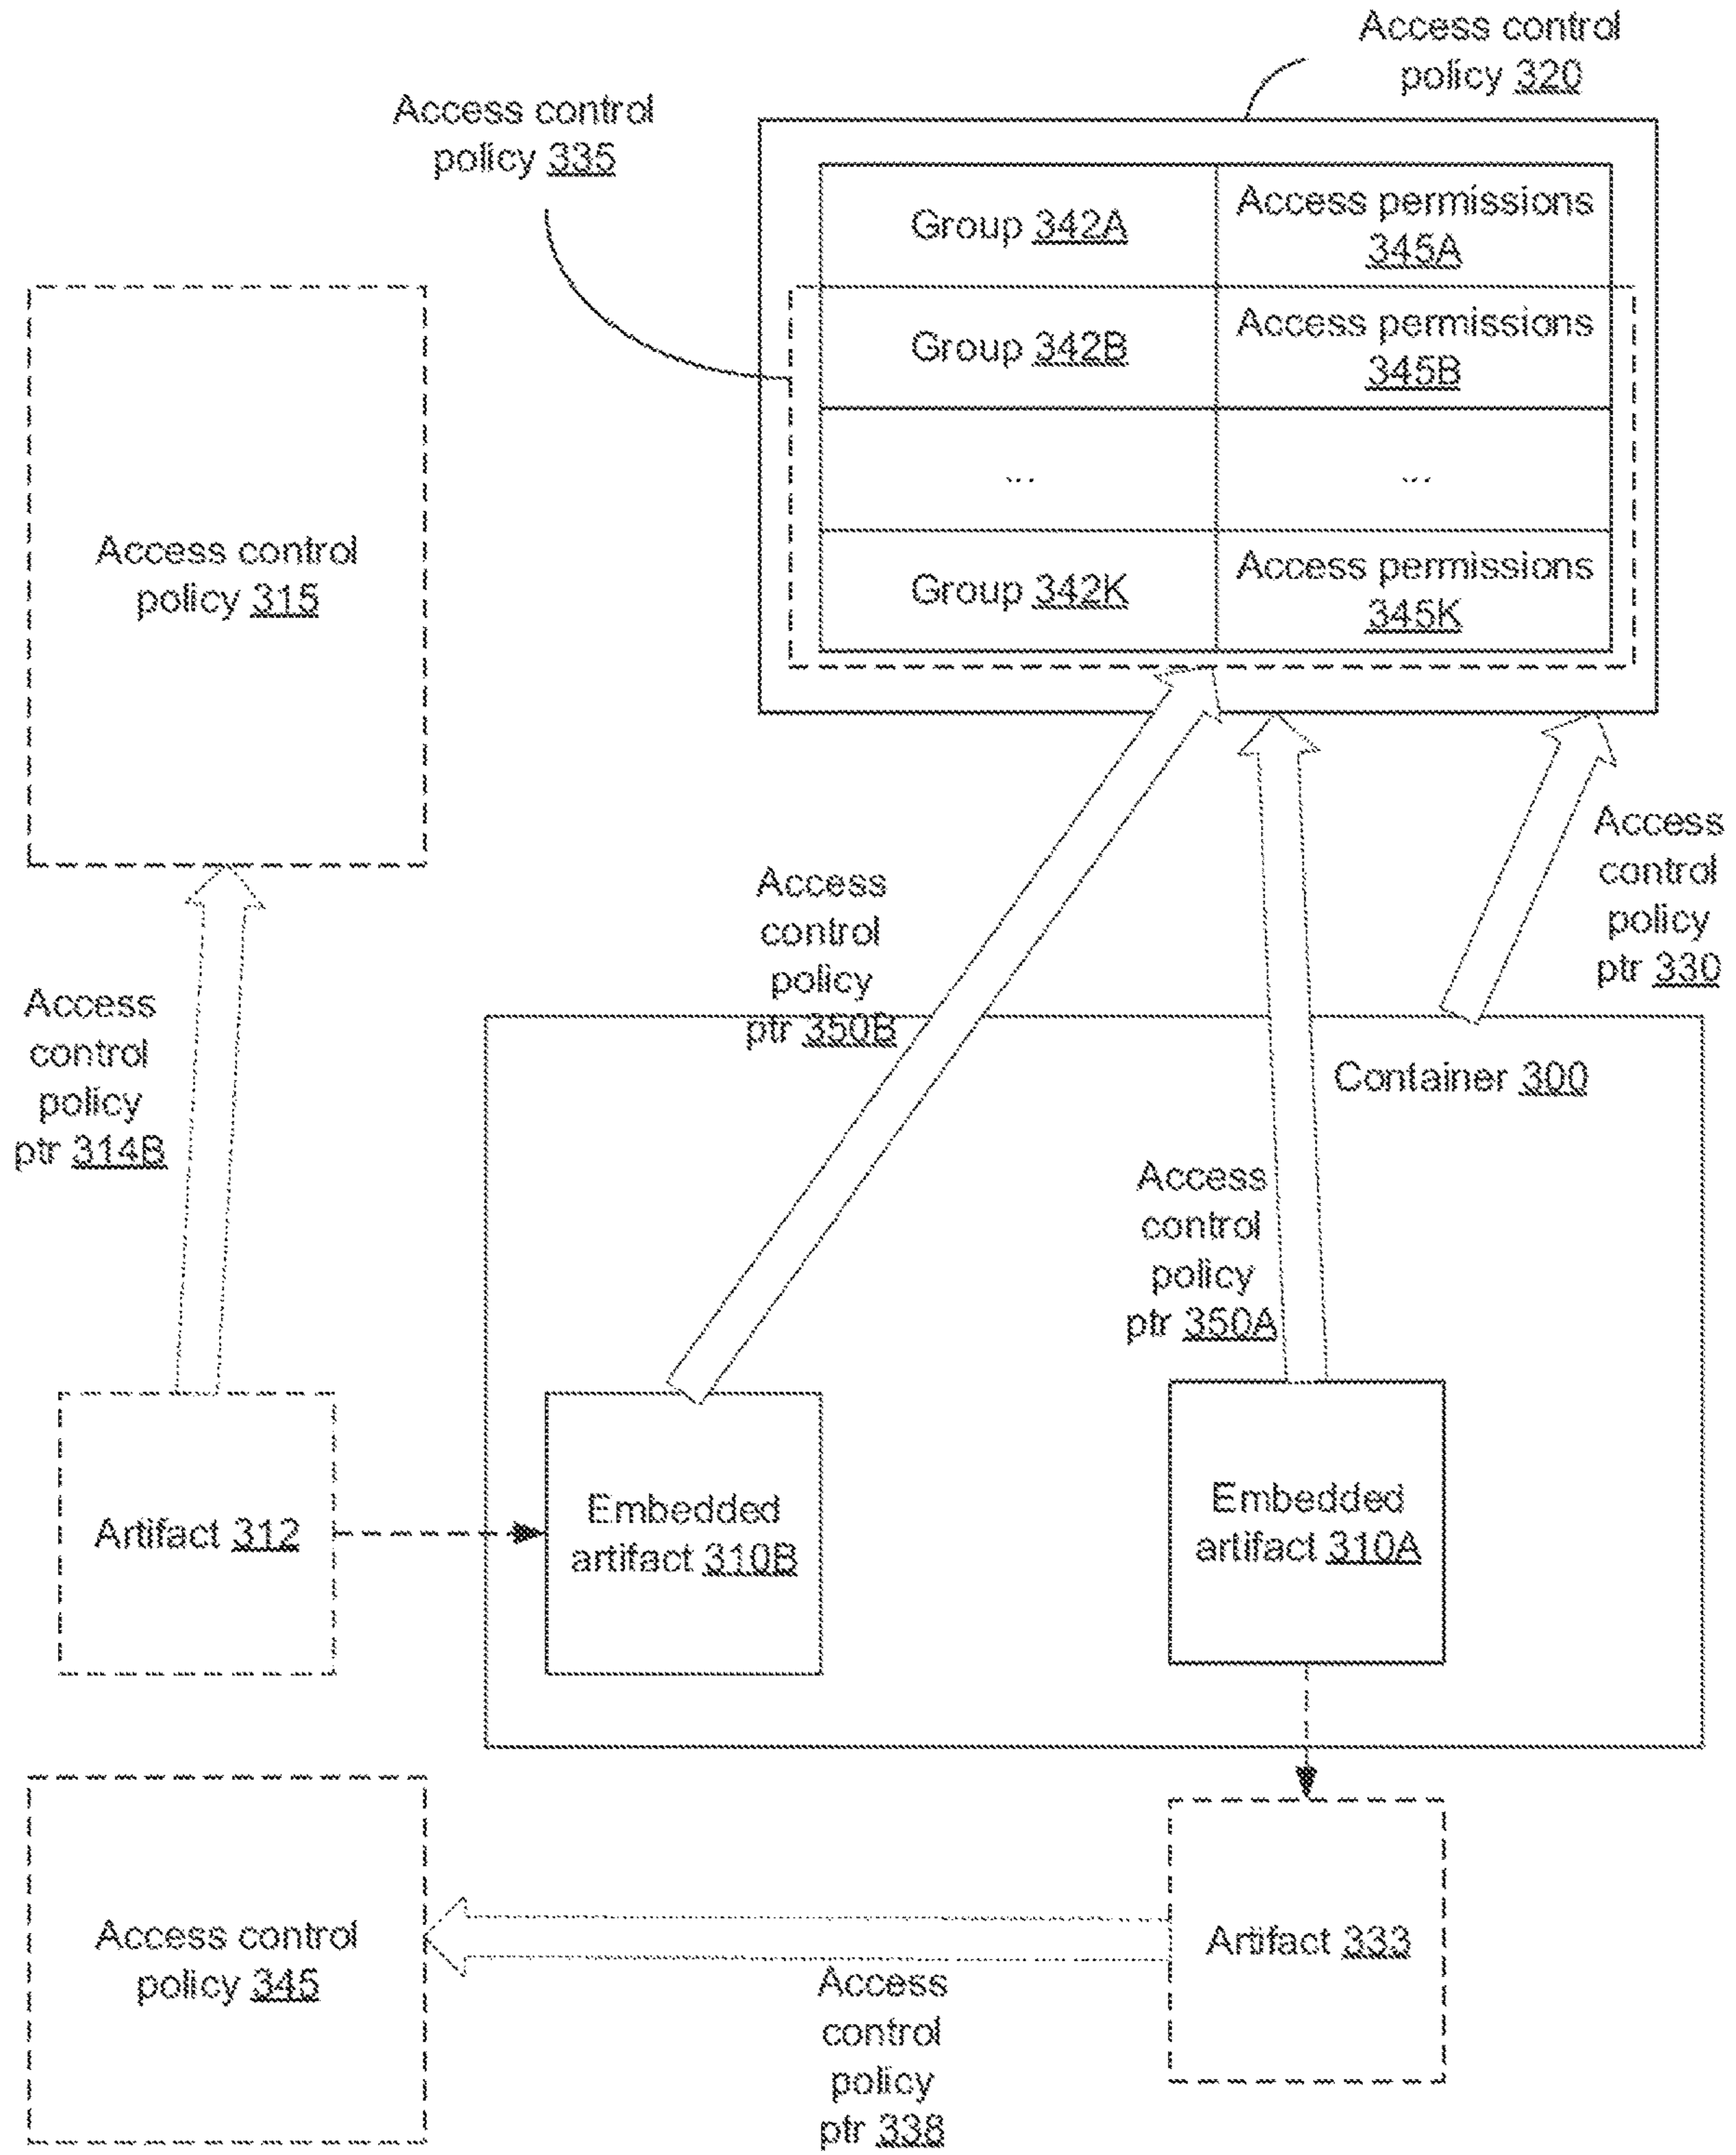 Access control
policy 320
Access control
policy 335
Group 342A
Access permissions
345A
Group 342B
Access permissions
345B
...
...
Group 342K
Access permissions
345K
Access control
policy 315
Access
control
policy
ptr 330
Access
control
policy
ptr 350B
Access
control
policy
ptr 314B
Container 300
Access
control
policy
ptr 350A
Artifact 312
Embedded
artifact 310B
Embedded
artifact 310A
Access control
policy 345
Artifact 333
Access
control
policy
ptr 338